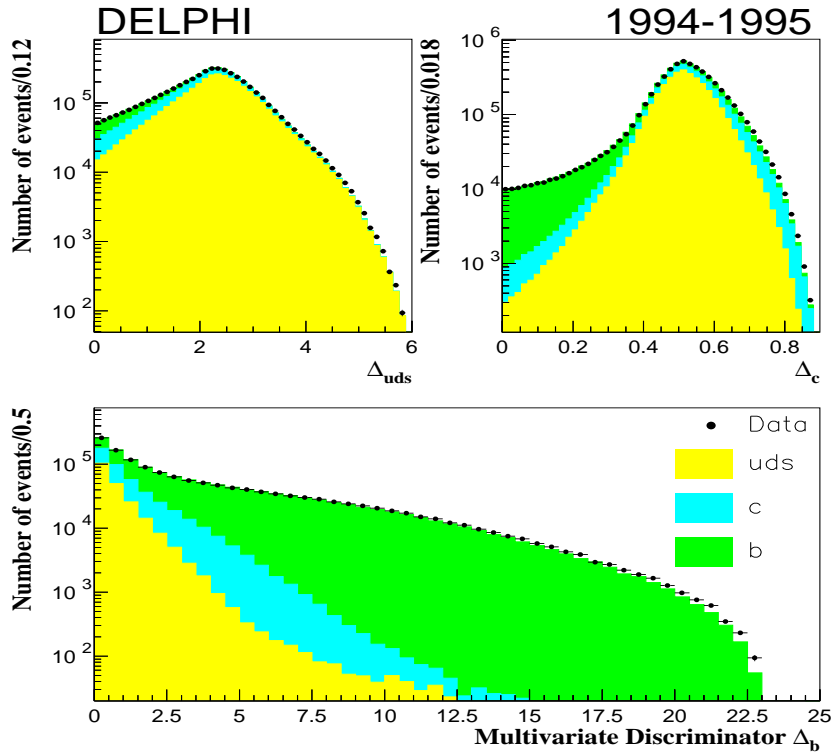 DELPHI 1994-1995
Number of events/0.12
10^5
10^4
10^3
10^2
0 2 4 6
Δ_uds
Number of events/0.018
10^6
10^5
10^4
10^3
0 0.2 0.4 0.6 0.8
Δ_c
Number of events/0.5
10^5
10^4
10^3
10^2
0 2.5 5 7.5 10 12.5 15 17.5 20 22.5 25
Multivariate Discriminator Δ_b
Data
uds
c
b